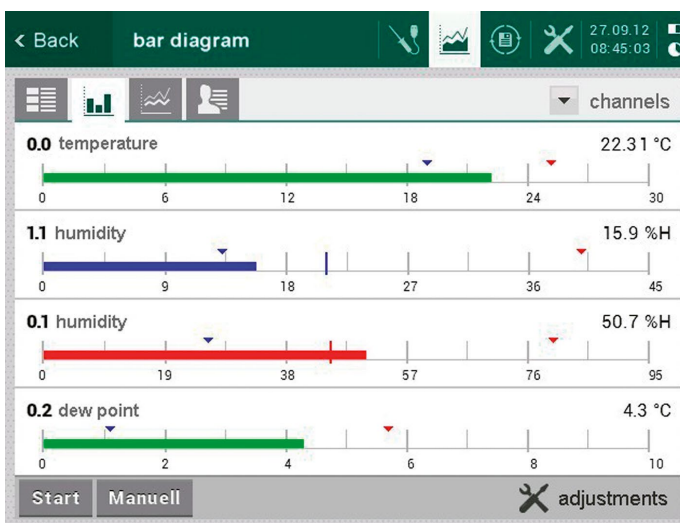 < Back bar diagram 27.09.12
08:45:03
channels
0.0 temperature 22.31 °C
0 6 12 18 24 30
1.1 humidity 15.9 %H
0 9 18 27 36 45
0.1 humidity 50.7 %H
0 19 38 57 76 95
0.2 dew point 4.3 °C
0 2 4 6 8 10
Start Manuell adjustments